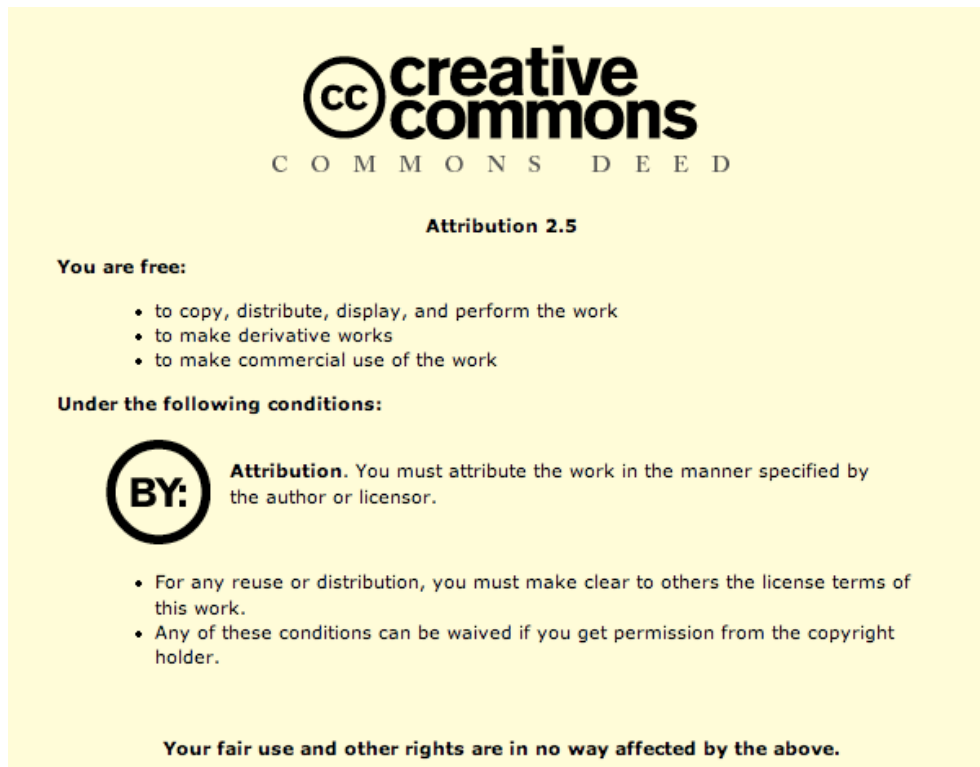 cc creative
commons
COMMONS DEED
Attribution 2.5
You are free:
• to copy, distribute, display, and perform the work
• to make derivative works
• to make commercial use of the work
Under the following conditions:
BY:
Attribution. You must attribute the work in the manner specified by
the author or licensor.
• For any reuse or distribution, you must make clear to others the license terms of
this work.
• Any of these conditions can be waived if you get permission from the copyright
holder.
Your fair use and other rights are in no way affected by the above.